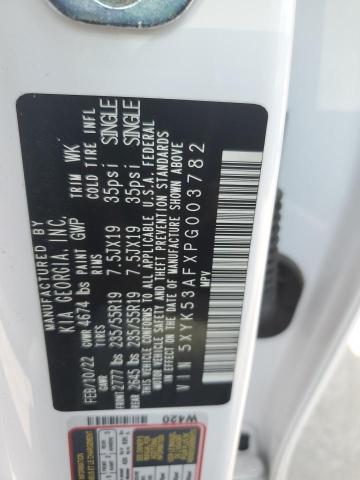 MANUFACTURED BY
KIA GEORGIA, INC.
FEB/10/22 GVWR 4674 lbs PAINT GWP TRIM WK
GAWR RIMS COLD TIRE INFL
FRONT 2777 lbs 235/55R19 7.5JX19 35psi SINGLE
REAR 2645 lbs 235/55R19 7.5JX19 35psi SINGLE
THIS VEHICLE CONFORMS TO ALL APPLICABLE U.S.A. FEDERAL
MOTOR VEHICLE SAFETY AND THEFT PREVENTION STANDARDS
IN EFFECT ON THE DATE OF MANUFACTURE SHOWN ABOVE
VIN 5XYK53AFXPG003782
MPV
W420